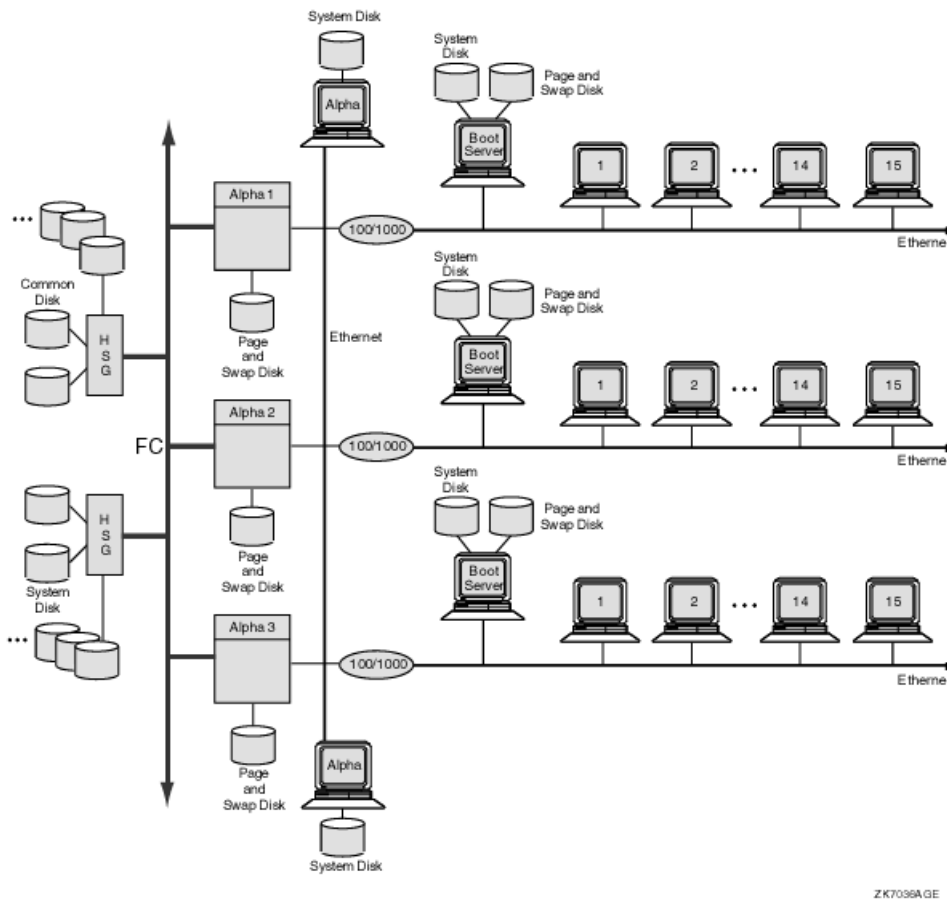 System Disk
Alpha
System
Disk
Page and
Swap Disk
Boot
Server
1
2
•••
14
15
Alpha 1
100/1000
Etherne
•••
Common
Disk
H
S
G
Page
and
Swap Disk
Ethernet
System
Disk
Page and
Swap Disk
Boot
Server
1
2
•••
14
15
Alpha 2
FC
100/1000
Etherne
System
Disk
Page and
Swap Disk
H
S
G
Page
and
Swap Disk
System
Disk
•••
Boot
Server
1
2
•••
14
15
Alpha 3
100/1000
Etherne
Page
and
Swap Disk
Alpha
System Disk
ZK7036AGE